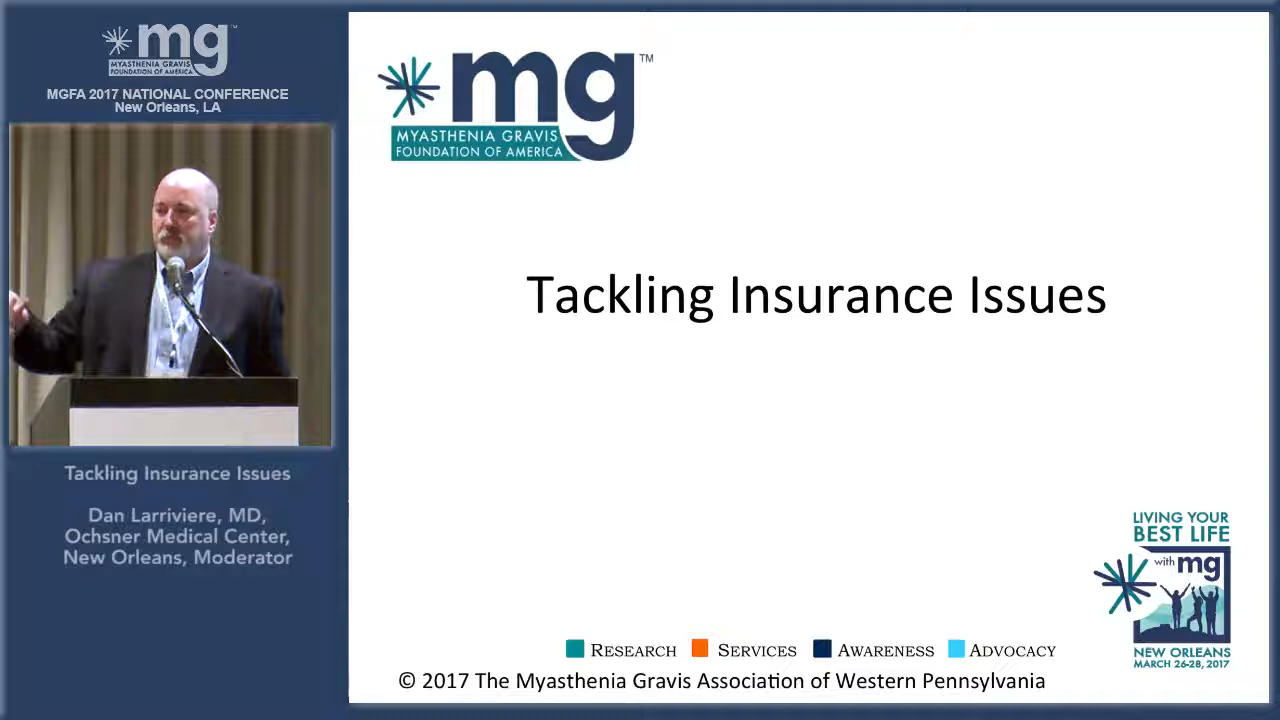 mg™
MYASTHENIA GRAVIS
FOUNDATION OF AMERICA
MGFA 2017 NATIONAL CONFERENCE
New Orleans, LA
Tackling Insurance Issues
Dan Larriviere, MD,
Ochsner Medical Center,
New Orleans, Moderator
mg™
MYASTHENIA GRAVIS
FOUNDATION OF AMERICA
Tackling Insurance Issues
LIVING YOUR
BEST LIFE
with mg
NEW ORLEANS
MARCH 26-28, 2017
RESEARCH SERVICES AWARENESS ADVOCACY
© 2017 The Myasthenia Gravis Association of Western Pennsylvania